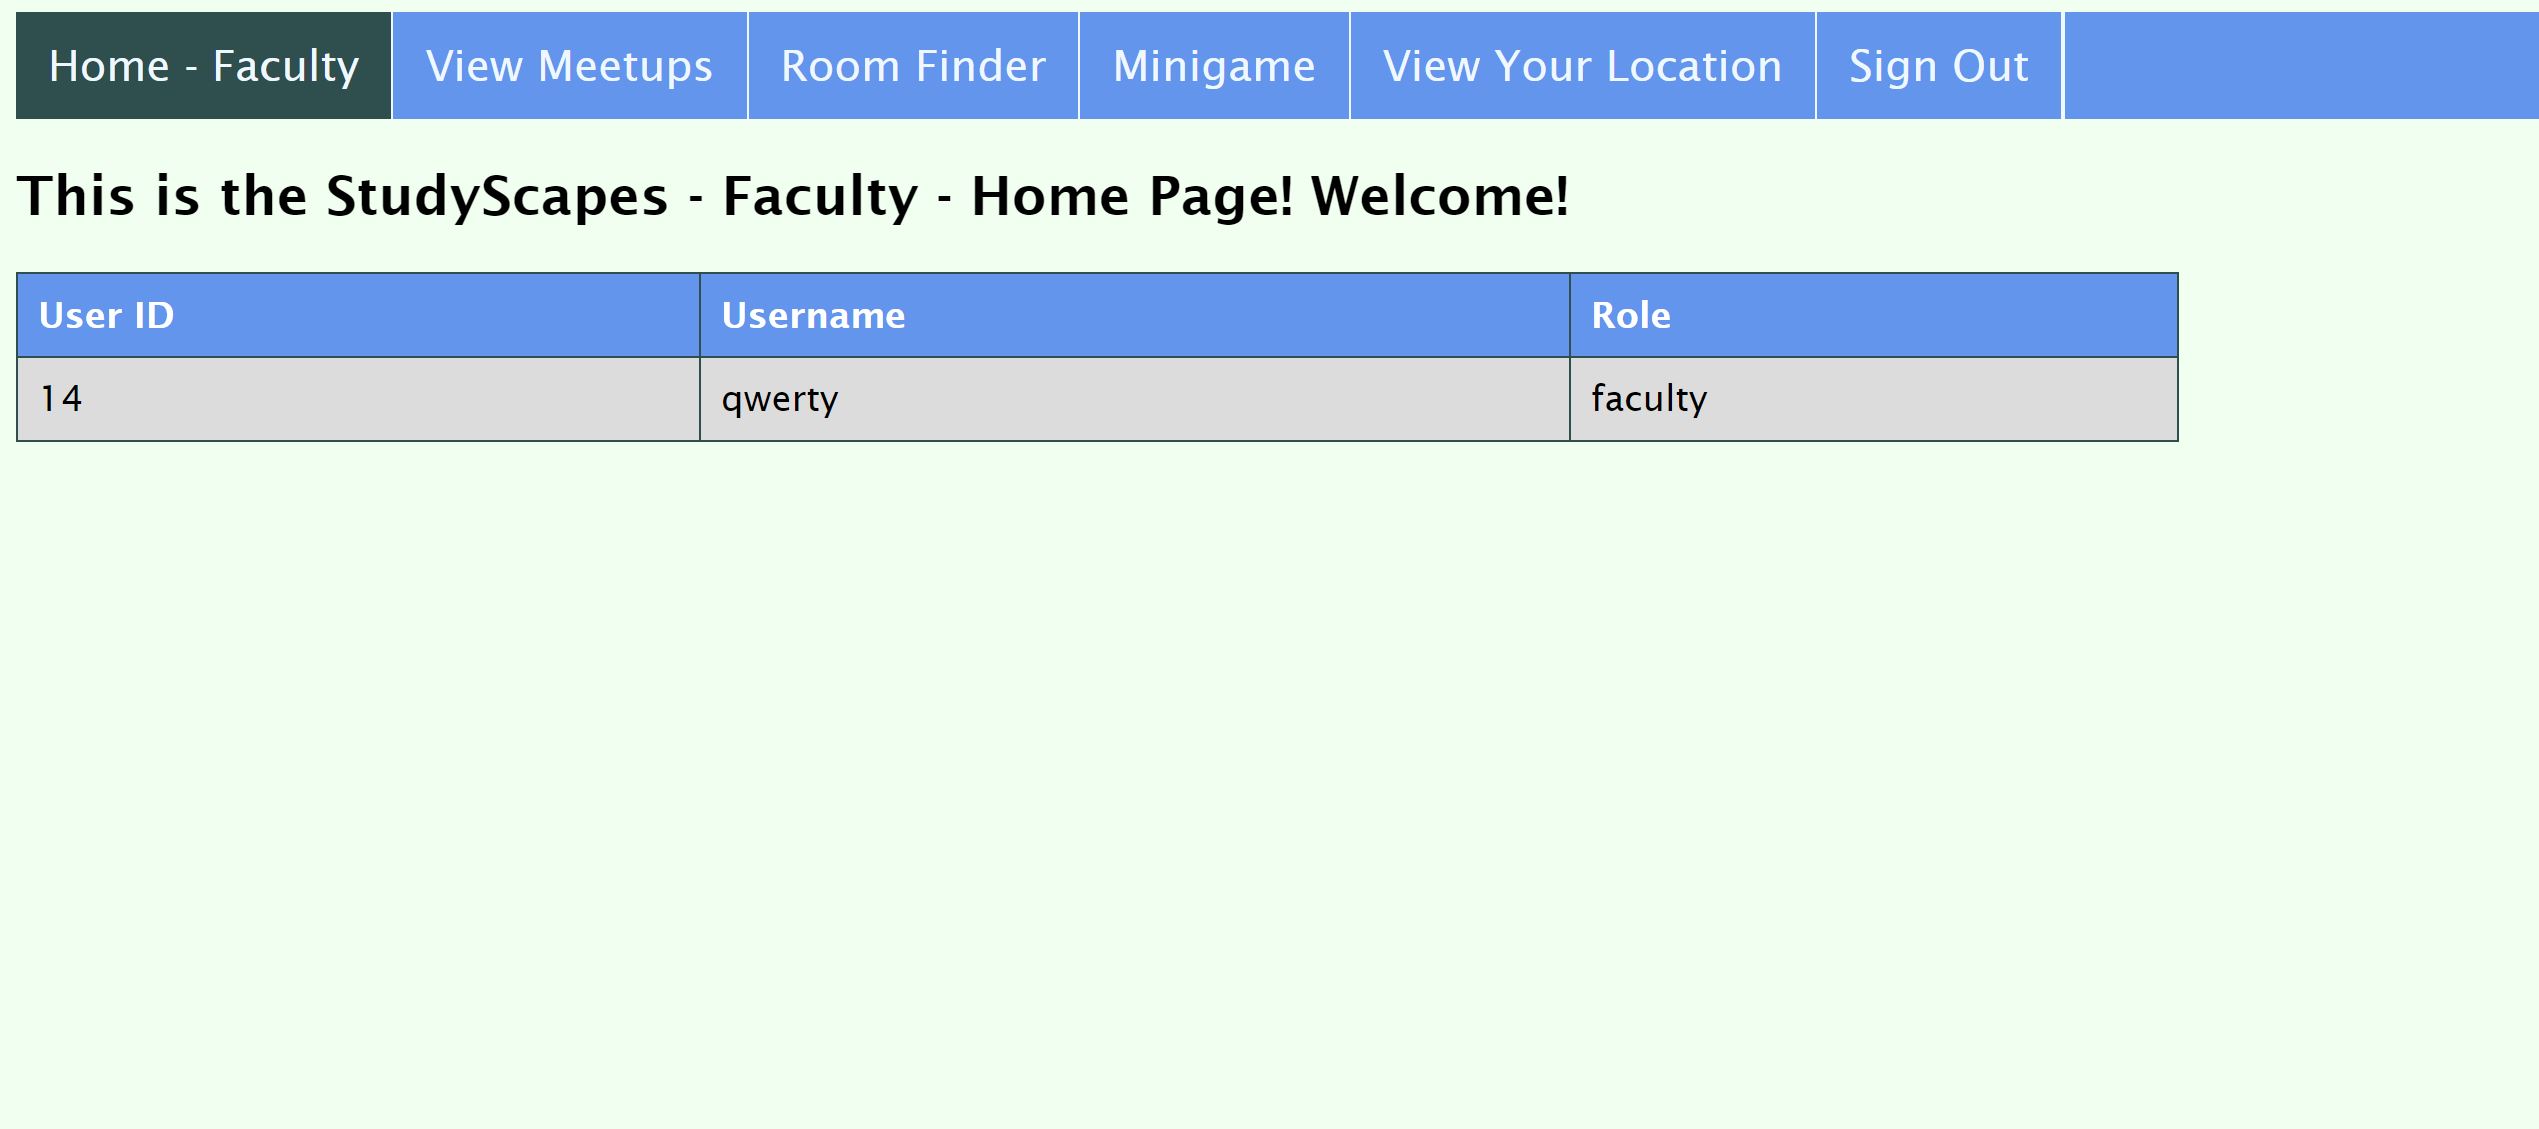 Home - Faculty View Meetups Room Finder Minigame View Your Location Sign Out
This is the StudyScapes - Faculty - Home Page! Welcome!
User ID Username Role
14 qwerty faculty